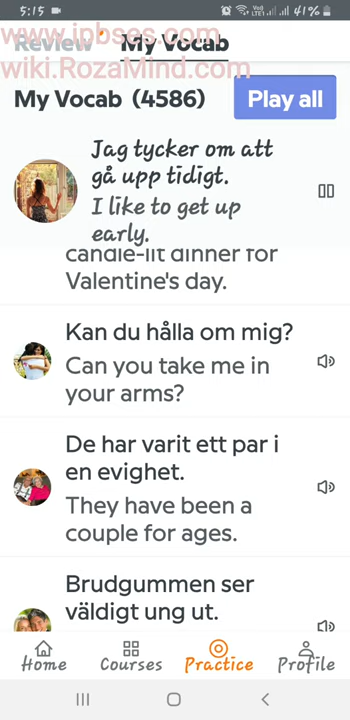 5:15
41%
www.ipbses.com
Review
My Vocab
wiki.RozaMind.com
My Vocab (4586)
Play all
Jag tycker om att
gå upp tidigt.
I like to get up
early.
candle-lit dinner for
Valentine's day.
Kan du hålla om mig?
Can you take me in
your arms?
De har varit ett par i
en evighet.
They have been a
couple for ages.
Brudgummen ser
väldigt ung ut.
Home
Courses
Practice
Profile